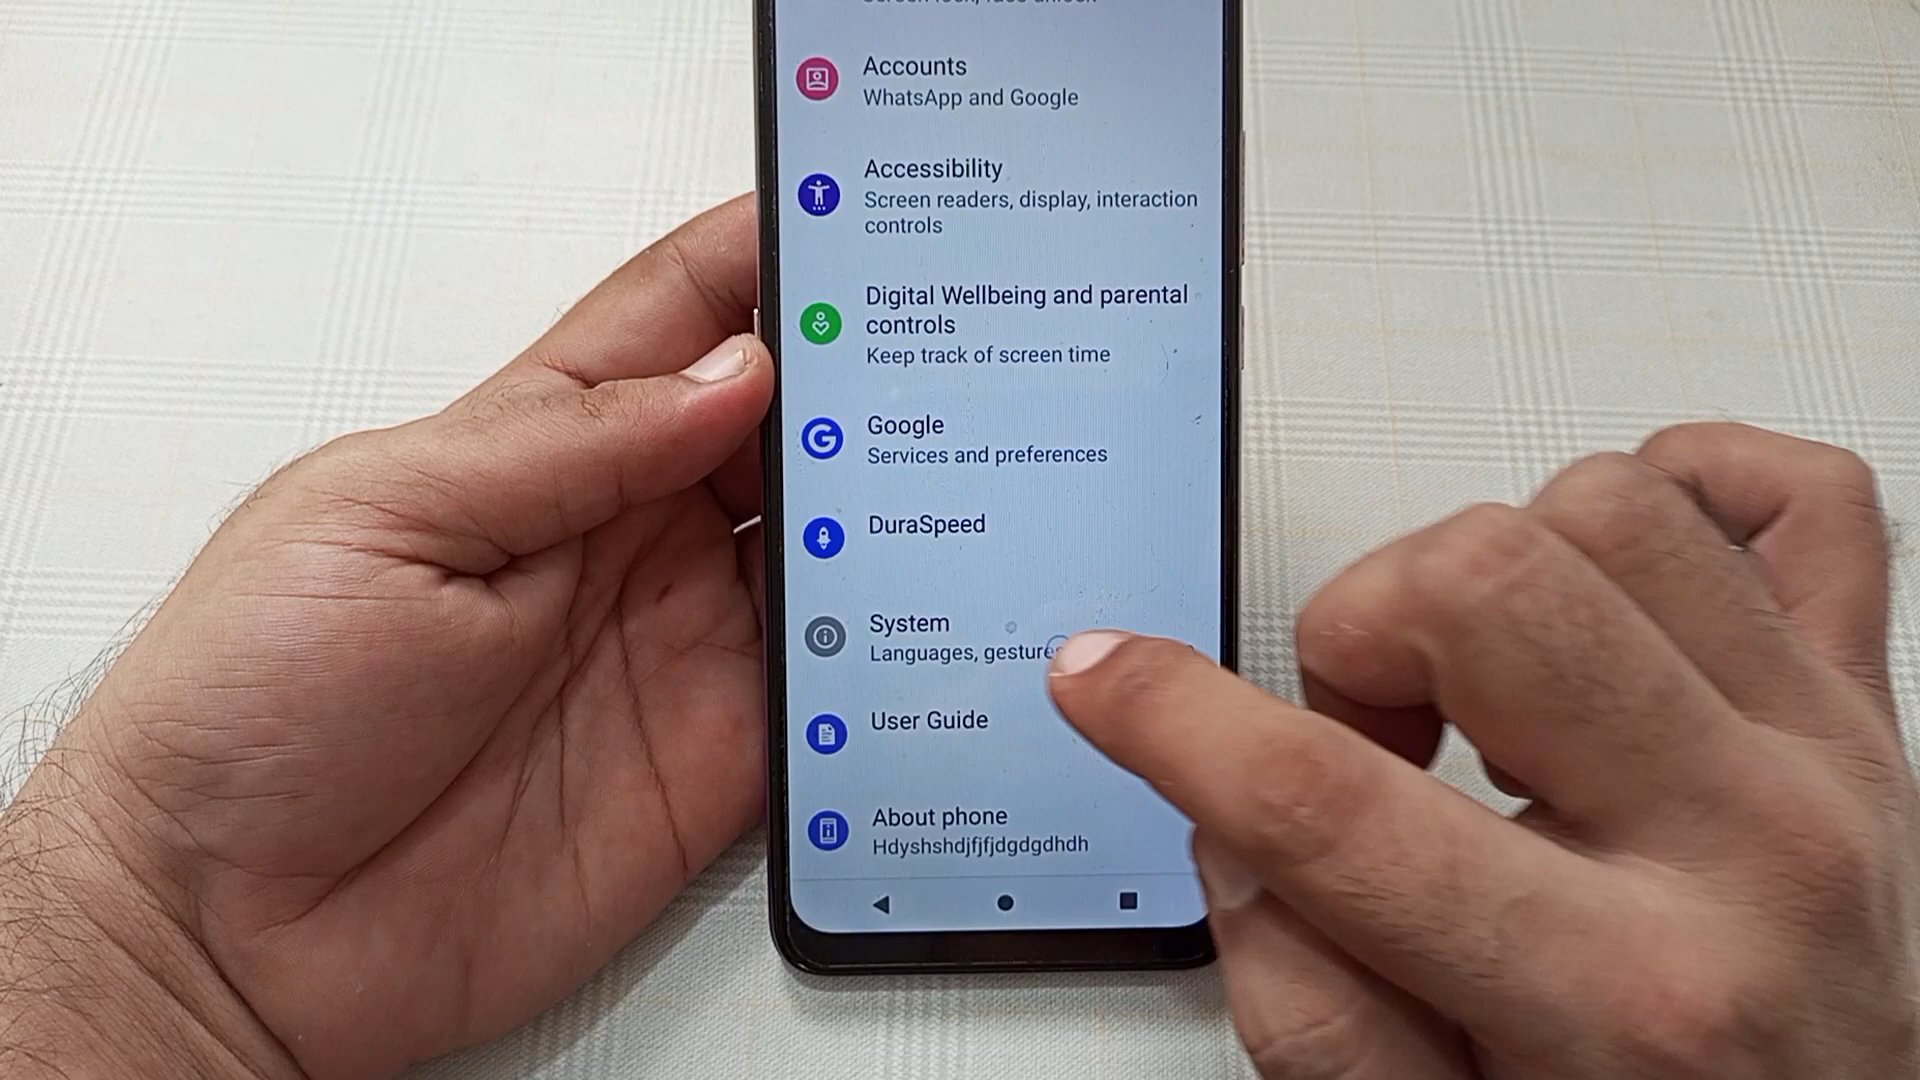 Accounts
WhatsApp and Google
Accessibility
Screen readers, display, interaction
controls
Digital Wellbeing and parental
controls
Keep track of screen time
Google
Services and preferences
DuraSpeed
System
Languages, gestures
User Guide
About phone
Hdyshshdjfjfjdgdgdhdh